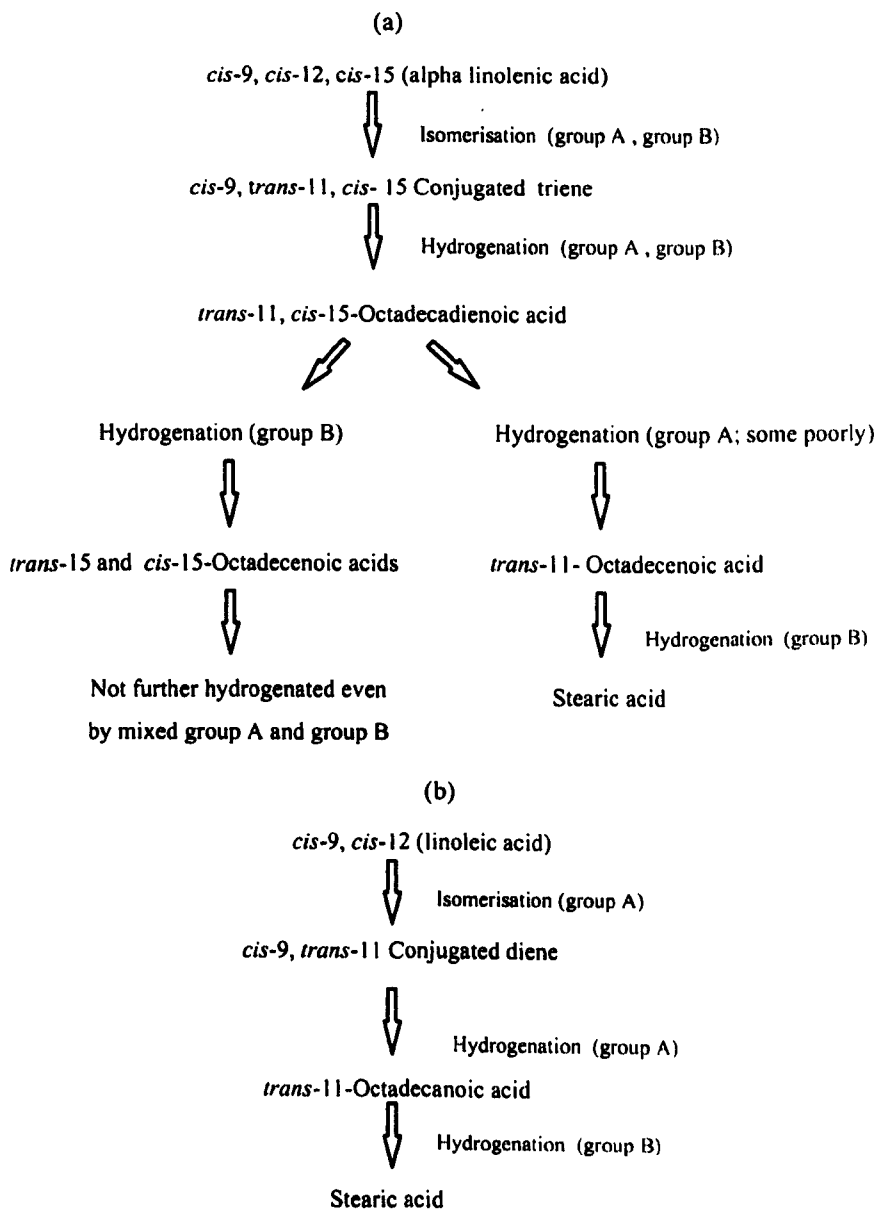 (a)
cis-9, cis-12, cis-15 (alpha linolenic acid)
Isomerisation (group A , group B)
cis-9, trans-11, cis- 15 Conjugated triene
Hydrogenation (group A , group B)
trans-11, cis-15-Octadecadienoic acid
Hydrogenation (group B)
Hydrogenation (group A; some poorly)
trans-15 and cis-15-Octadecenoic acids
trans-11- Octadecenoic acid
Hydrogenation (group B)
Not further hydrogenated even
by mixed group A and group B
Stearic acid
(b)
cis-9, cis-12 (linoleic acid)
Isomerisation (group A)
cis-9, trans-11 Conjugated diene
Hydrogenation (group A)
trans-11-Octadecanoic acid
Hydrogenation (group B)
Stearic acid